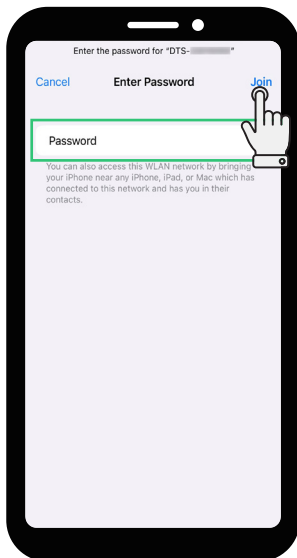 Enter the password for "DTS-        "
Cancel Enter Password Join
Password
You can also access this WLAN network by bringing
your iPhone near any iPhone, iPad, or Mac which has
connected to this network and has you in their
contacts.